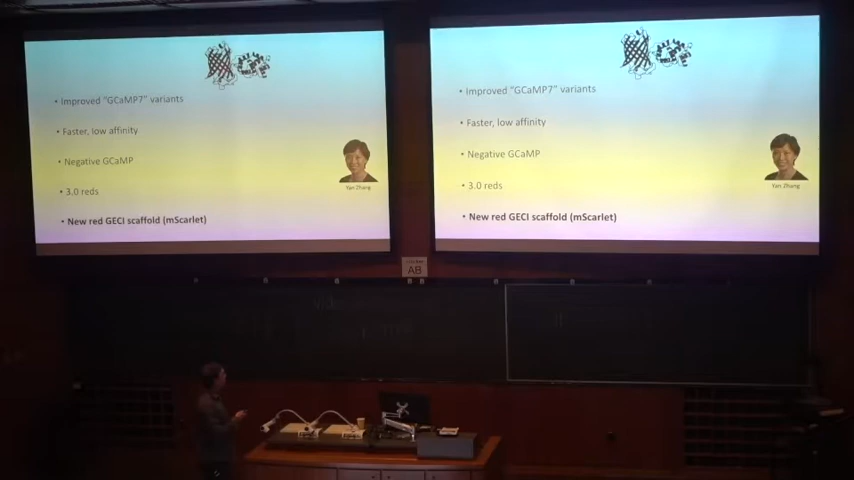 • Improved "GCaMP7" variants
• Faster, low affinity
• Negative GCaMP
• 3.0 reds
• New red GECI scaffold (mScarlet)
Yan Zhang
• Improved "GCaMP7" variants
• Faster, low affinity
• Negative GCaMP
• 3.0 reds
• New red GECI scaffold (mScarlet)
Yan Zhang
AB